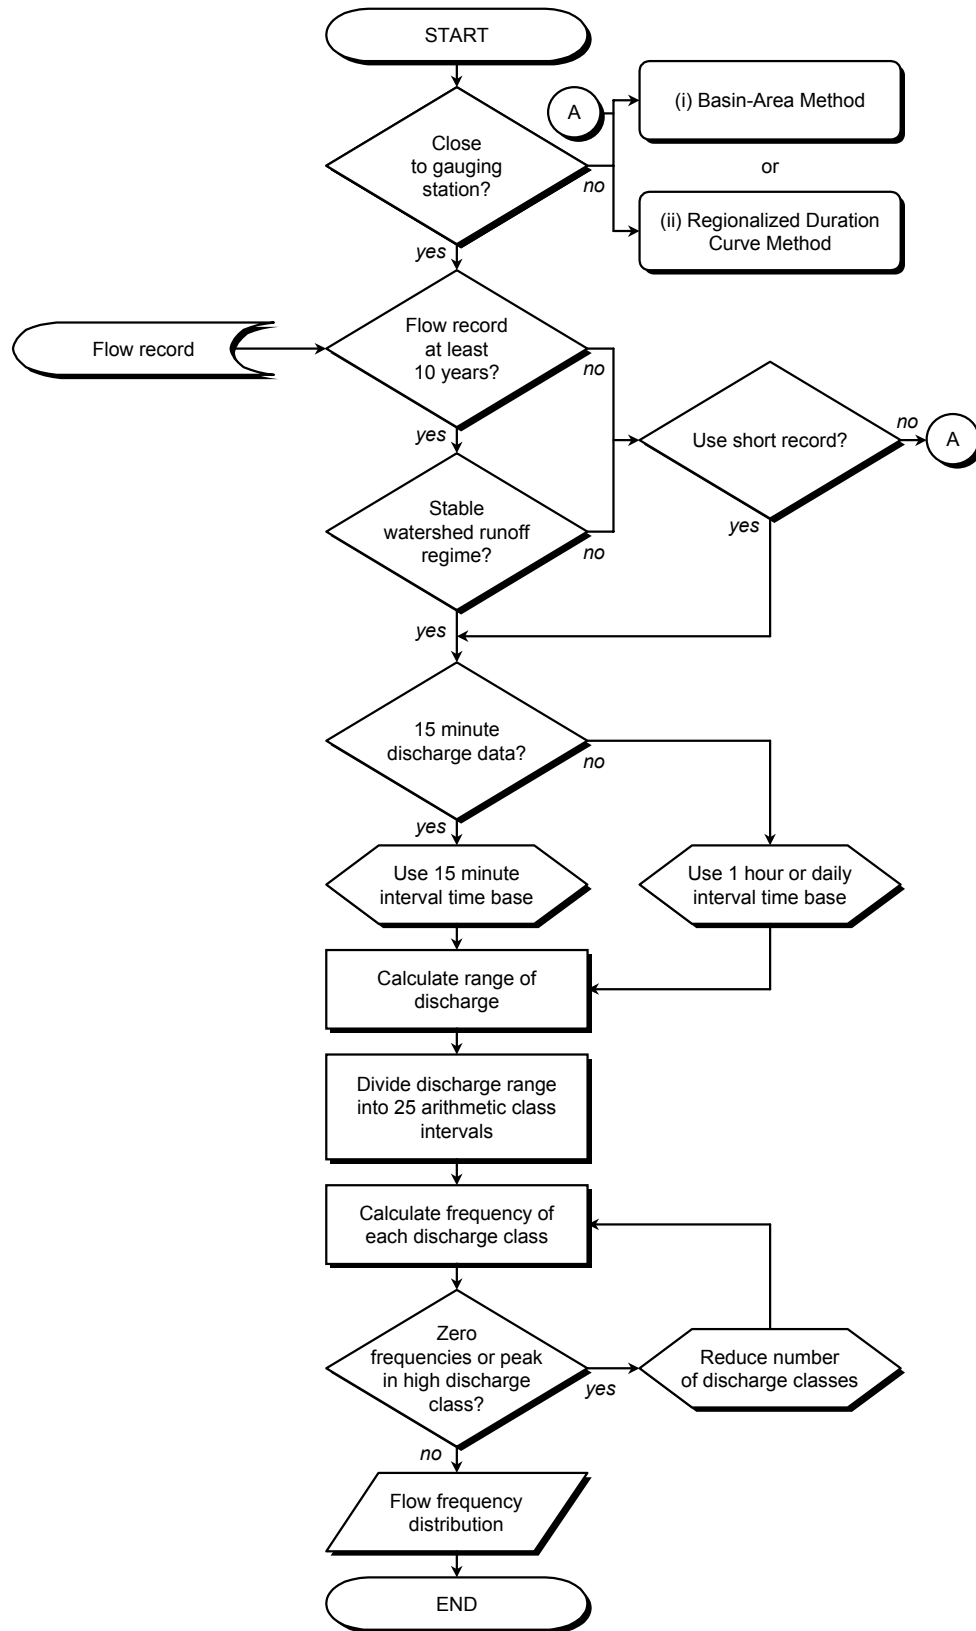 START
Close
to gauging
station?
no
yes
A
(i) Basin-Area Method
or
(ii) Regionalized Duration
Curve Method
Flow record
Flow record
at least
10 years?
no
yes
Stable
watershed runoff
regime?
no
yes
Use short record?
no
A
yes
15 minute
discharge data?
no
yes
Use 15 minute
interval time base
Use 1 hour or daily
interval time base
Calculate range of
discharge
Divide discharge range
into 25 arithmetic class
intervals
Calculate frequency of
each discharge class
Zero
frequencies or peak
in high discharge
class?
yes
Reduce number
of discharge classes
no
Flow frequency
distribution
END